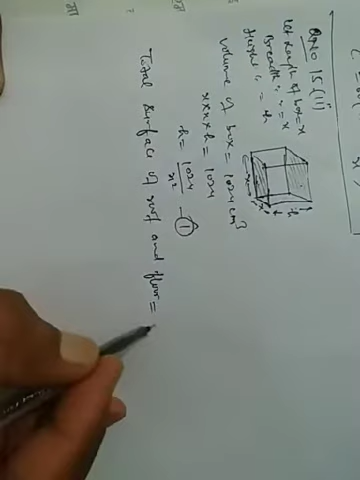 Q.No 15 (ii)
Let length of box = x
Breadth " " = x
Height " " = h
Volume of box = 1024 cm³
x × x × h = 1024
h = 1024 / x² — ①
Total surface of roof and floor =